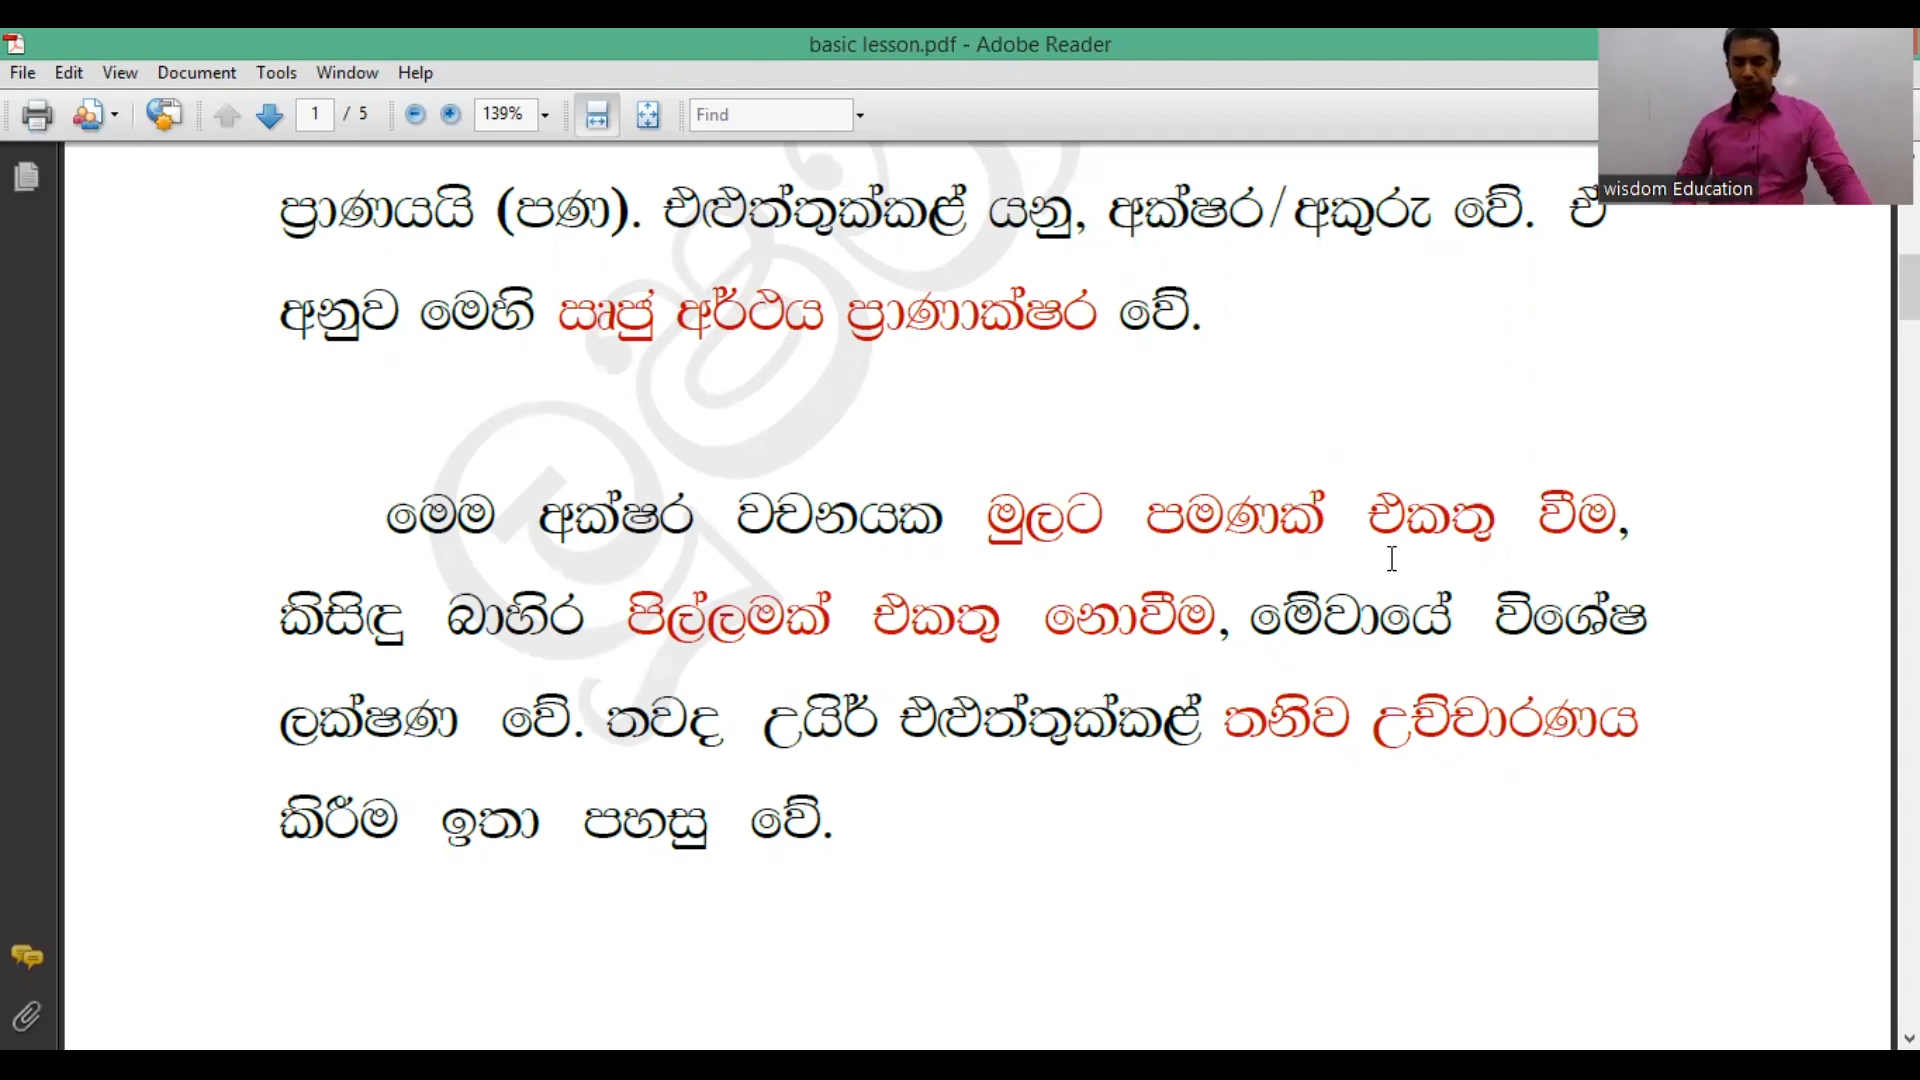 basic lesson.pdf - Adobe Reader
File Edit View Document Tools Window Help
1 / 5 139% Find
wisdom Education
ප්‍රාණයයි (පණ). එළුත්තුක්කළ් යනු, අක්ෂර/අකුරු වේ. ඒ
අනුව මෙහි ඍජු අර්ථය ප්‍රාණාක්ෂර වේ.
මෙම අක්ෂර වචනයක මුලට පමණක් එකතු වීම,
කිසිඳු බාහිර පිල්ලමක් එකතු නොවීම, මේවායේ විශේෂ
ලක්ෂණ වේ. තවද උයිර් එළුත්තුක්කළ් තනිව උච්චාරණය
කිරීම ඉතා පහසු වේ.